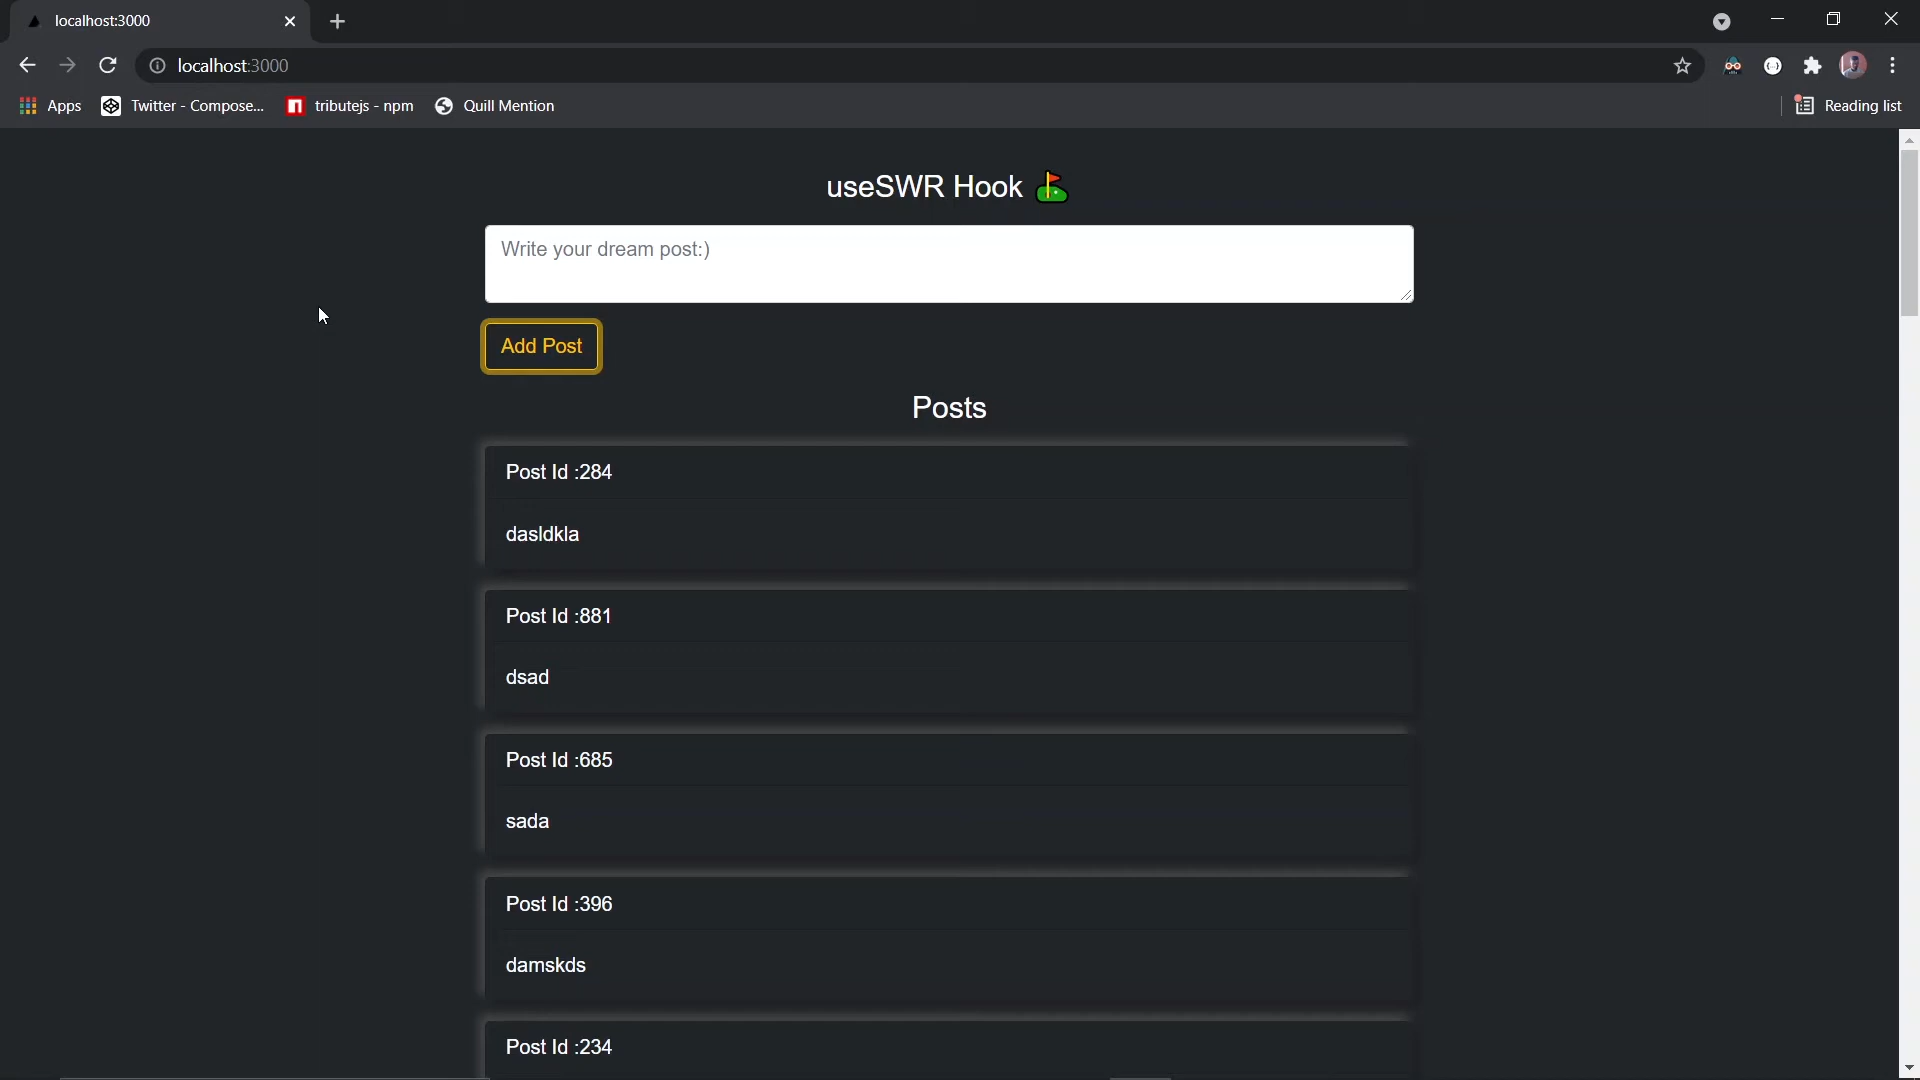 localhost:3000
localhost:3000
Apps Twitter - Compose... tributejs - npm Quill Mention Reading list
useSWR Hook
Write your dream post:)
Add Post
Posts
Post Id :284
dasldkla
Post Id :881
dsad
Post Id :685
sada
Post Id :396
damskds
Post Id :234